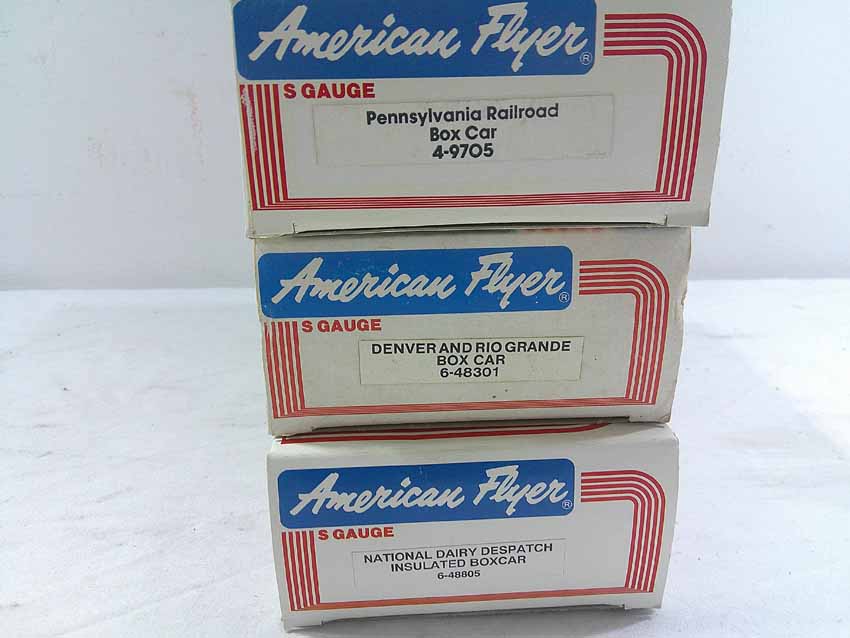 American Flyer®
S GAUGE
Pennsylvania Railroad
Box Car
4-9705
American Flyer®
S GAUGE
DENVER AND RIO GRANDE
BOX CAR
6-48301
American Flyer®
S GAUGE
NATIONAL DAIRY DESPATCH
INSULATED BOXCAR
6-48805